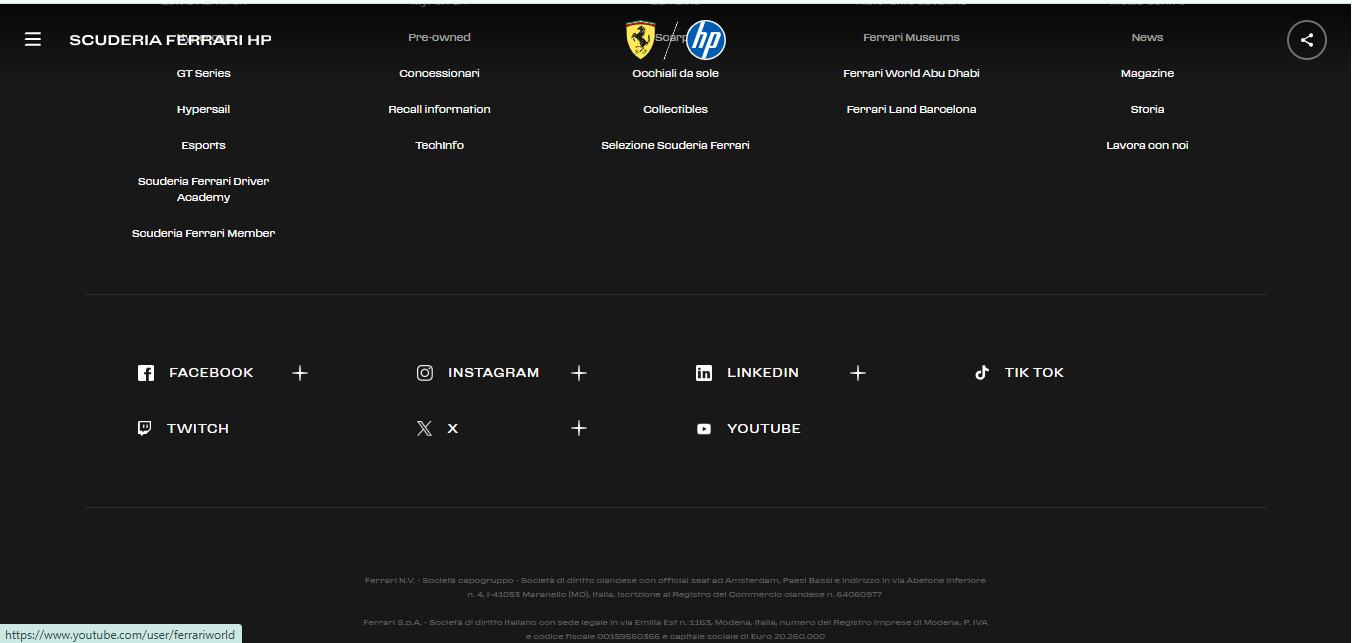 SCUDERIA FERRARI HP
hp
Pre-owned
Scarp
Ferrari Museums
News
GT Series
Concessionari
Occhiali da sole
Ferrari World Abu Dhabi
Magazine
Hypersail
Recall information
Collectibles
Ferrari Land Barcelona
Storia
Esports
TechInfo
Selezione Scuderia Ferrari
Lavora con noi
Scuderia Ferrari Driver
Academy
Scuderia Ferrari Member
FACEBOOK
INSTAGRAM
LINKEDIN
TIK TOK
TWITCH
X
YOUTUBE
Ferrari N.V. - Società capogruppo - Società di diritto olandese con official seat ad Amsterdam, Paesi Bassi e indirizzo in via Abetone Inferiore
n. 4, I-41053 Maranello (MO), Italia, iscrizione al Registro del Commercio olandese n. 64060977
Ferrari S.p.A. - Società di diritto italiano con sede legale in via Emilia Est n. 1163, Modena, Italia, numero del Registro Imprese di Modena, P. IVA
e codice fiscale 00159560366 e capitale sociale di Euro 20.260.000
https://www.youtube.com/user/ferrariworld